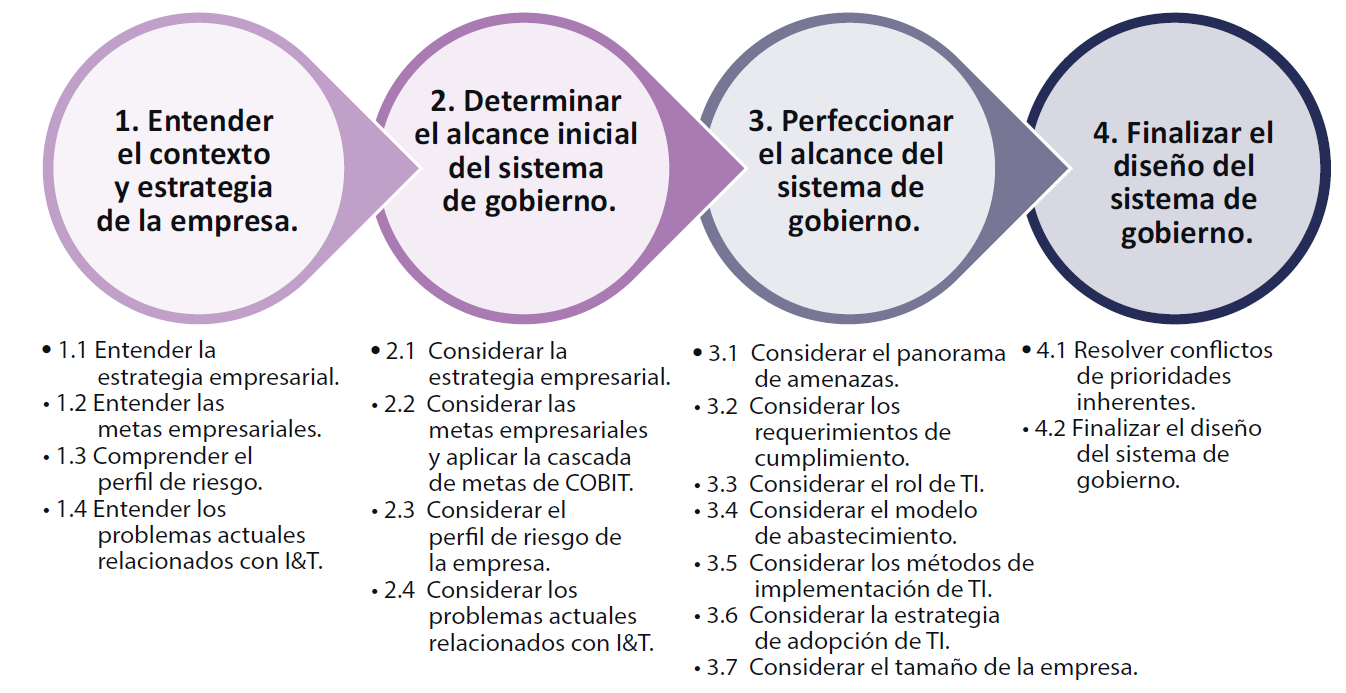 1. Entender
el contexto
y estrategia
de la empresa.
2. Determinar
el alcance inicial
del sistema
de gobierno.
3. Perfeccionar
el alcance del
sistema de
gobierno.
4. Finalizar el
diseño del
sistema de
gobierno.
• 1.1 Entender la
estrategia empresarial.
• 1.2 Entender las
metas empresariales.
• 1.3 Comprender el
perfil de riesgo.
• 1.4 Entender los
problemas actuales
relacionados con I&T.
• 2.1 Considerar la
estrategia empresarial.
• 2.2 Considerar las
metas empresariales
y aplicar la cascada
de metas de COBIT.
• 2.3 Considerar el
perfil de riesgo de
la empresa.
• 2.4 Considerar los
problemas actuales
relacionados con I&T.
• 3.1 Considerar el panorama
de amenazas.
• 3.2 Considerar los
requerimientos de
cumplimiento.
• 3.3 Considerar el rol de TI.
• 3.4 Considerar el modelo
de abastecimiento.
• 3.5 Considerar los métodos de
implementación de TI.
• 3.6 Considerar la estrategia
de adopción de TI.
• 3.7 Considerar el tamaño de la empresa.
• 4.1 Resolver conflictos
de prioridades
inherentes.
• 4.2 Finalizar el diseño
del sistema de
gobierno.